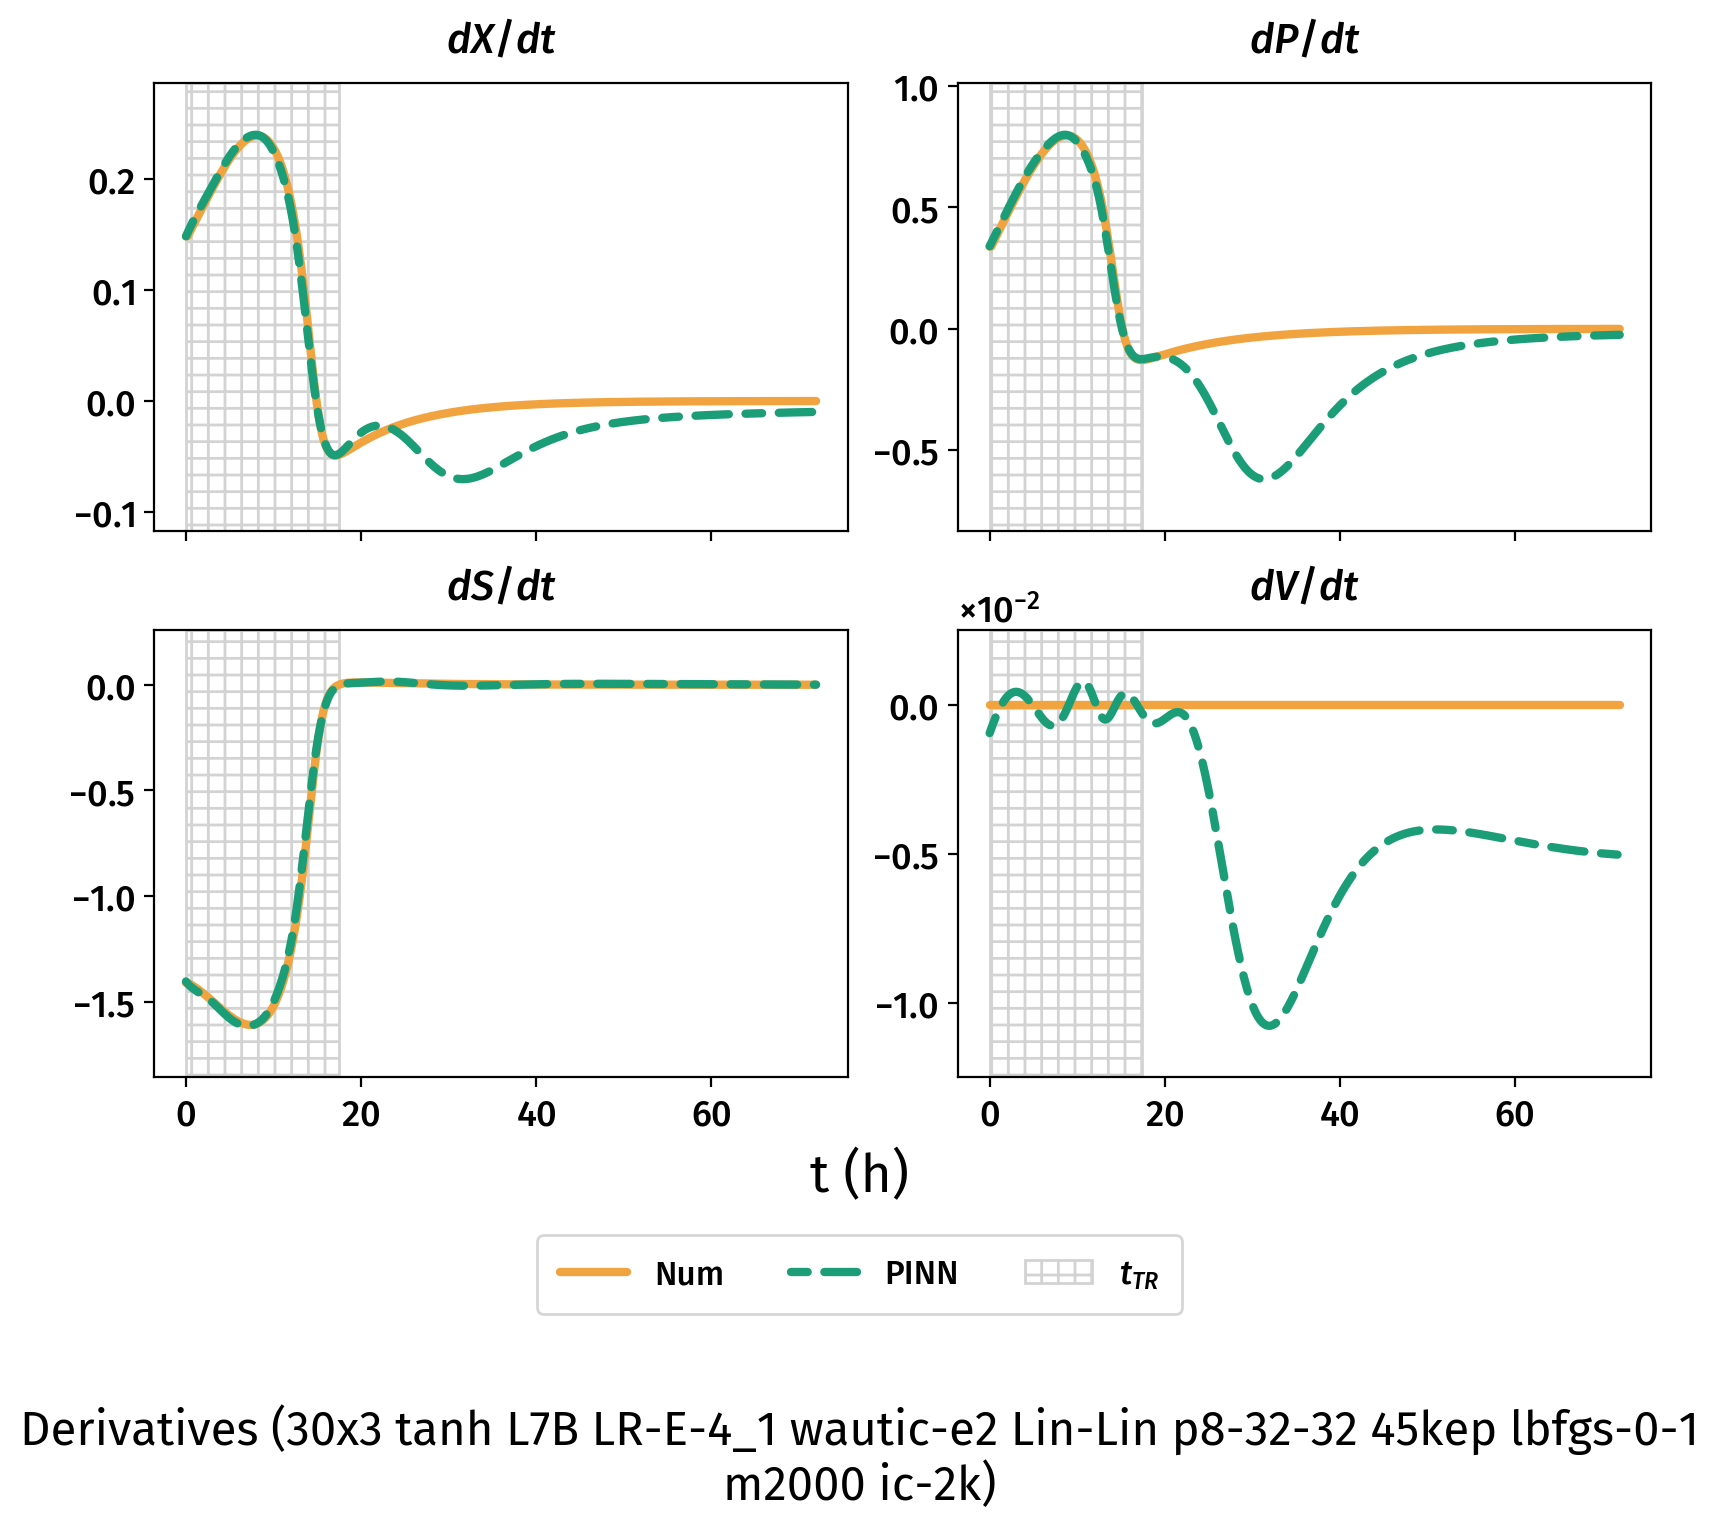 dX/dt
dP/dt
0.2
0.1
0.0
−0.1
1.0
0.5
0.0
−0.5
dS/dt
dV/dt
×10⁻²
0.0
−0.5
−1.0
−1.5
0
20
40
60
0.0
−0.5
−1.0
0
20
40
60
t (h)
Num
PINN
t_TR
Derivatives (30x3 tanh L7B LR-E-4_1 wautic-e2 Lin-Lin p8-32-32 45kep lbfgs-0-1
m2000 ic-2k)